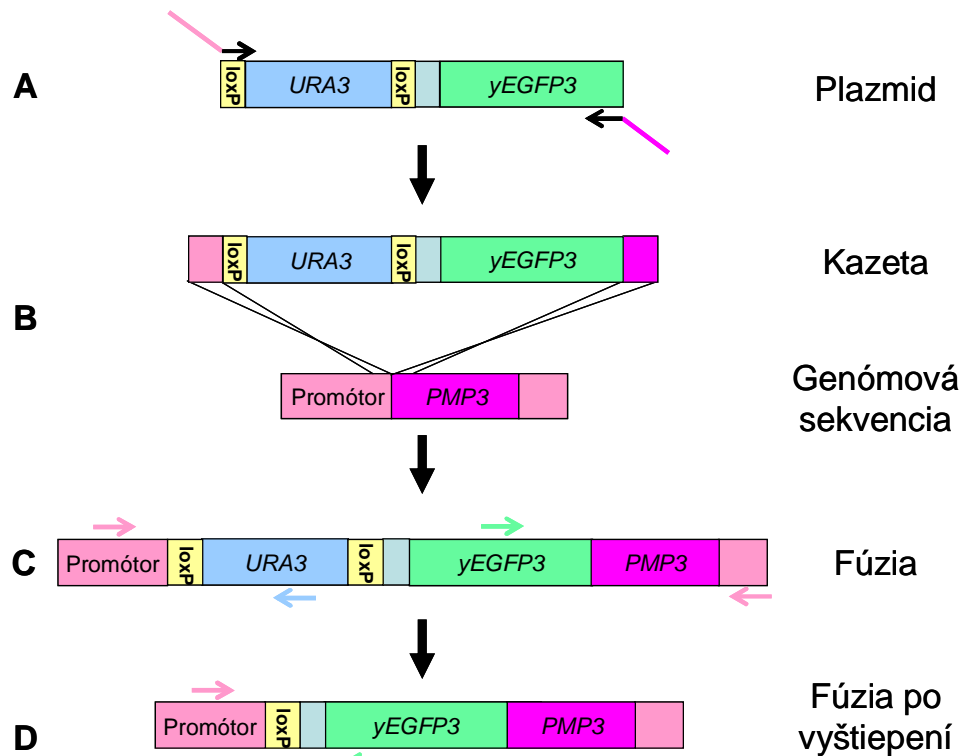 A
loxP
URA3
loxP
yEGFP3
Plazmid
B
loxP
URA3
loxP
yEGFP3
Kazeta
Promótor
PMP3
Genómová
sekvencia
C
Promótor
loxP
URA3
loxP
yEGFP3
PMP3
Fúzia
D
Promótor
loxP
yEGFP3
PMP3
Fúzia po
vyštiepení